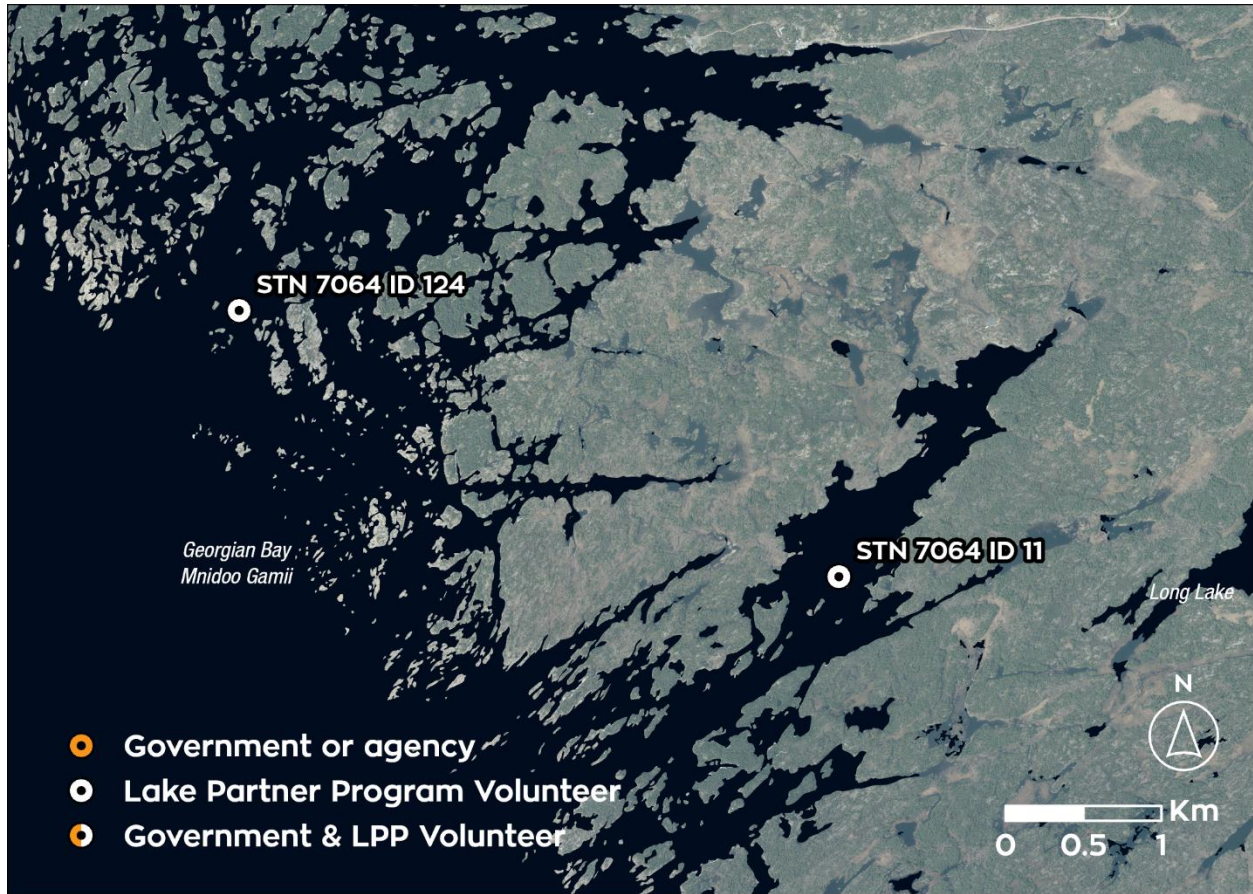 STN 7064 ID 124
STN 7064 ID 11
Georgian Bay
Mnidoo Gamii
Long Lake
N
Government or agency
Lake Partner Program Volunteer
Government & LPP Volunteer
Km
0 0.5 1